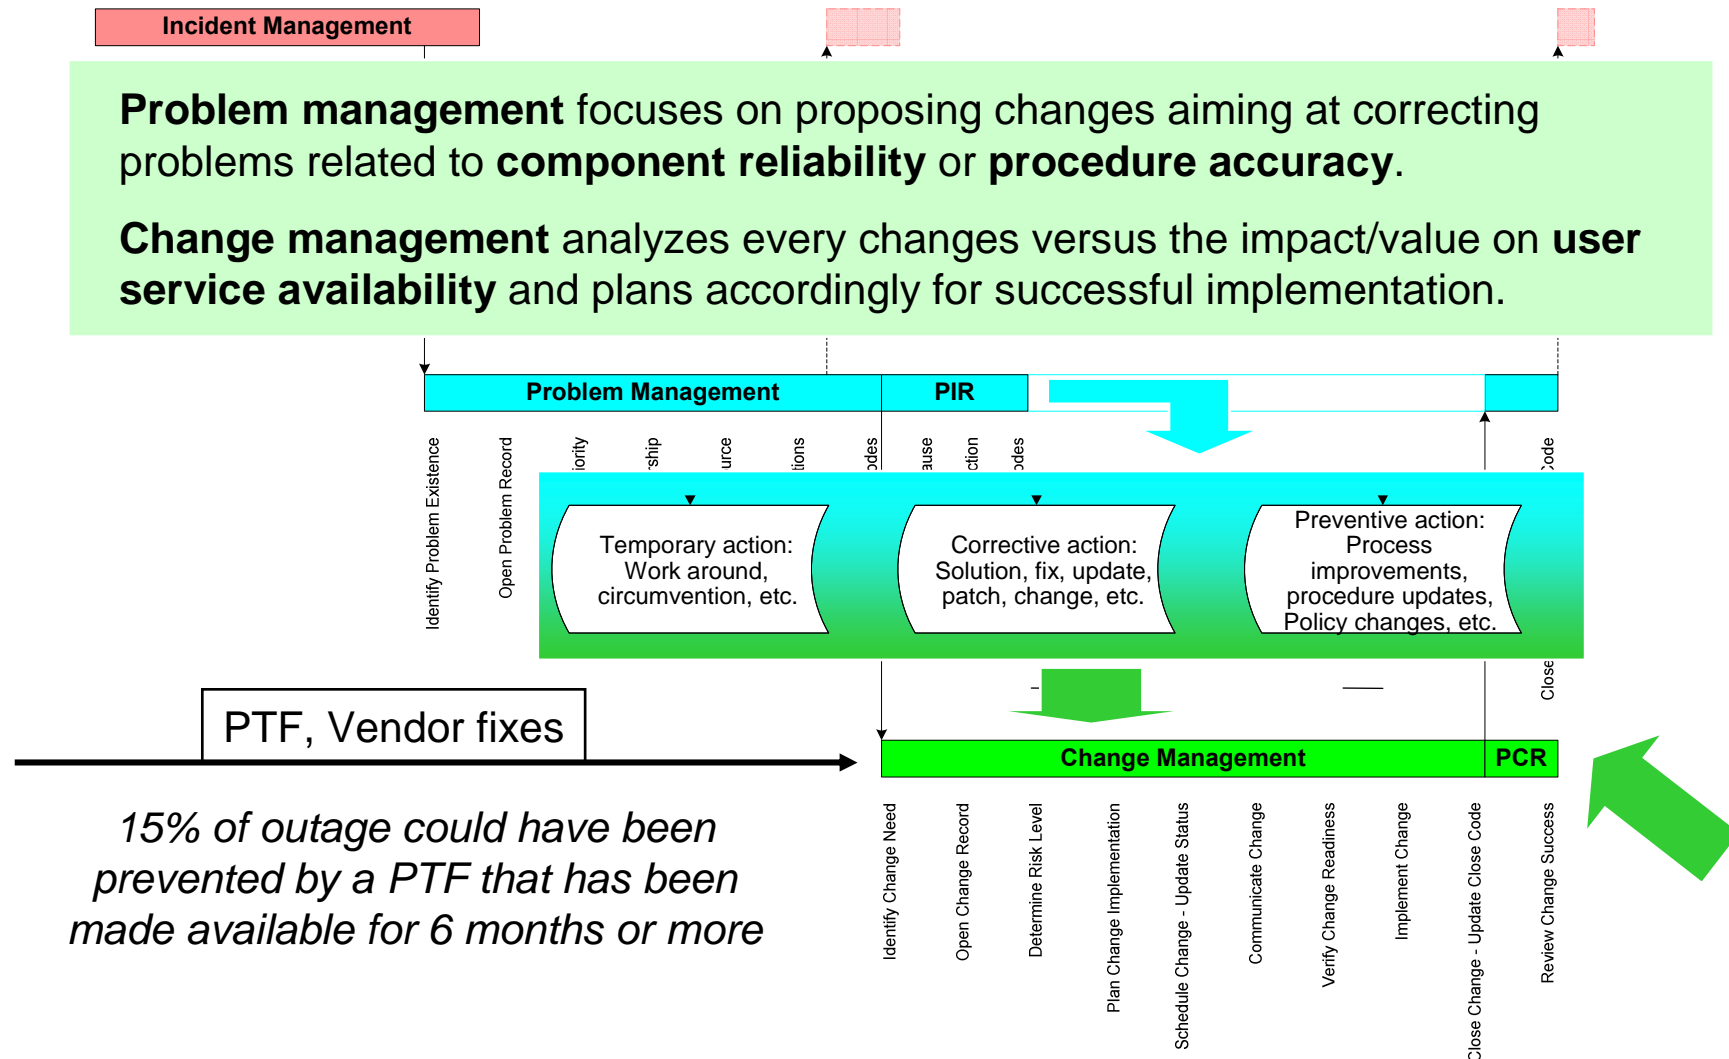 Incident Management
Problem management focuses on proposing changes aiming at correcting
problems related to component reliability or procedure accuracy.
Change management analyzes every changes versus the impact/value on user
service availability and plans accordingly for successful implementation.
Problem Management
PIR
Identify Problem Existence
Open Problem Record
Close
Code
Temporary action:
Work around,
circumvention, etc.
Corrective action:
Solution, fix, update,
patch, change, etc.
Preventive action:
Process
improvements,
procedure updates,
Policy changes, etc.
PTF, Vendor fixes
Change Management
PCR
15% of outage could have been
prevented by a PTF that has been
made available for 6 months or more
Identify Change Need
Open Change Record
Determine Risk Level
Plan Change Implementation
Schedule Change - Update Status
Communicate Change
Verify Change Readiness
Implement Change
Close Change - Update Close Code
Review Change Success